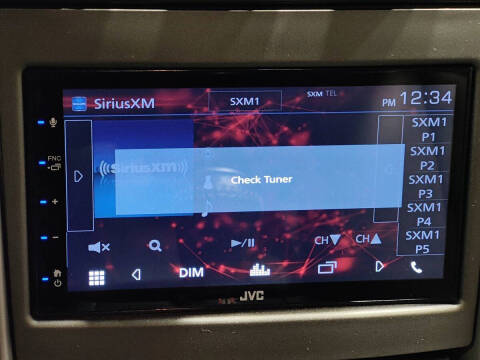 SiriusXM
SXM1
SXM TEL
PM 12:34
SXM1
P1
SXM1
P2
SXM1
P3
SXM1
P4
SXM1
P5
((SiriusXM))
Check Tuner
FNC
+
−
CH
CH
DIM
JVC